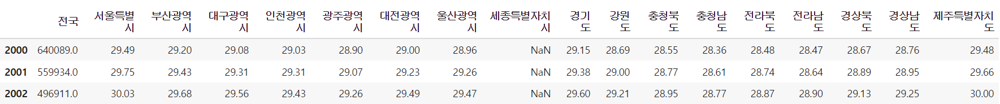 전국 서울특별시 부산광역시 대구광역시 인천광역시 광주광역시 대전광역시 울산광역시 세종특별자치시 경기도 강원도 충청북도 충청남도 전라북도 전라남도 경상북도 경상남도 제주특별자치도
2000 640089.0 29.49 29.20 29.08 29.03 28.90 29.00 28.96 NaN 29.15 28.69 28.55 28.36 28.48 28.47 28.67 28.76 29.48
2001 559934.0 29.75 29.43 29.31 29.31 29.07 29.23 29.26 NaN 29.38 29.00 28.77 28.61 28.74 28.64 28.89 28.95 29.66
2002 496911.0 30.03 29.68 29.56 29.43 29.26 29.49 29.47 NaN 29.60 29.21 28.95 28.77 28.87 28.90 29.13 29.25 30.00